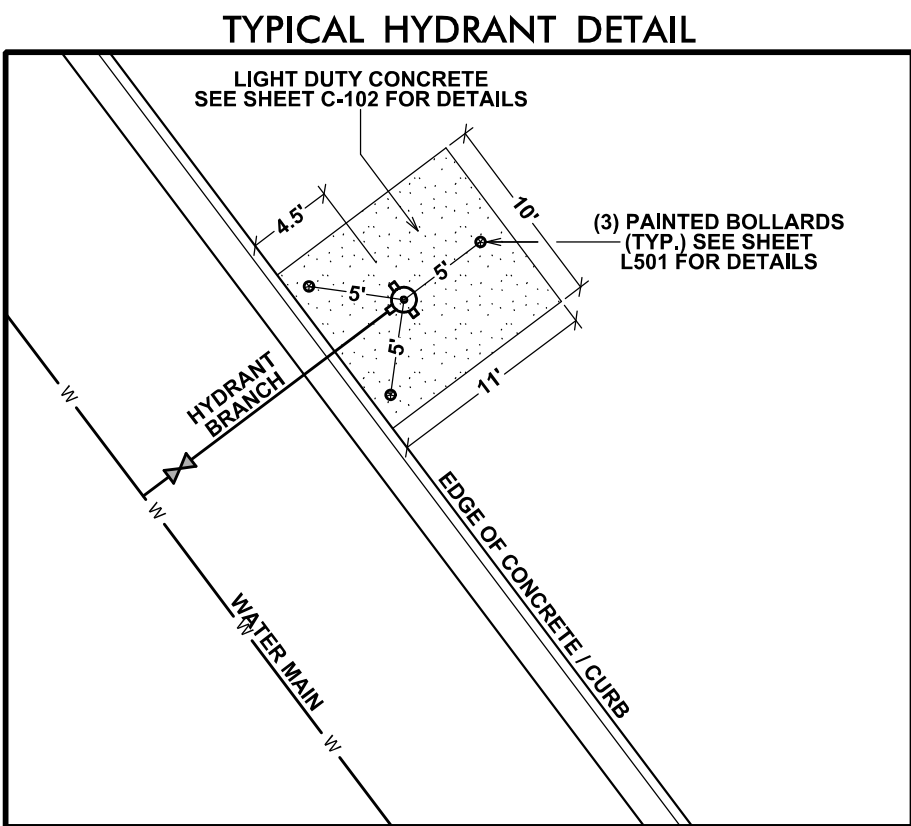 TYPICAL HYDRANT DETAIL
LIGHT DUTY CONCRETE
SEE SHEET C-102 FOR DETAILS
4.5'
10'
(3) PAINTED BOLLARDS
(TYP.) SEE SHEET
L501 FOR DETAILS
5'
5'
5'
11'
HYDRANT
BRANCH
W
W
EDGE OF CONCRETE / CURB
WATER MAIN
W
W